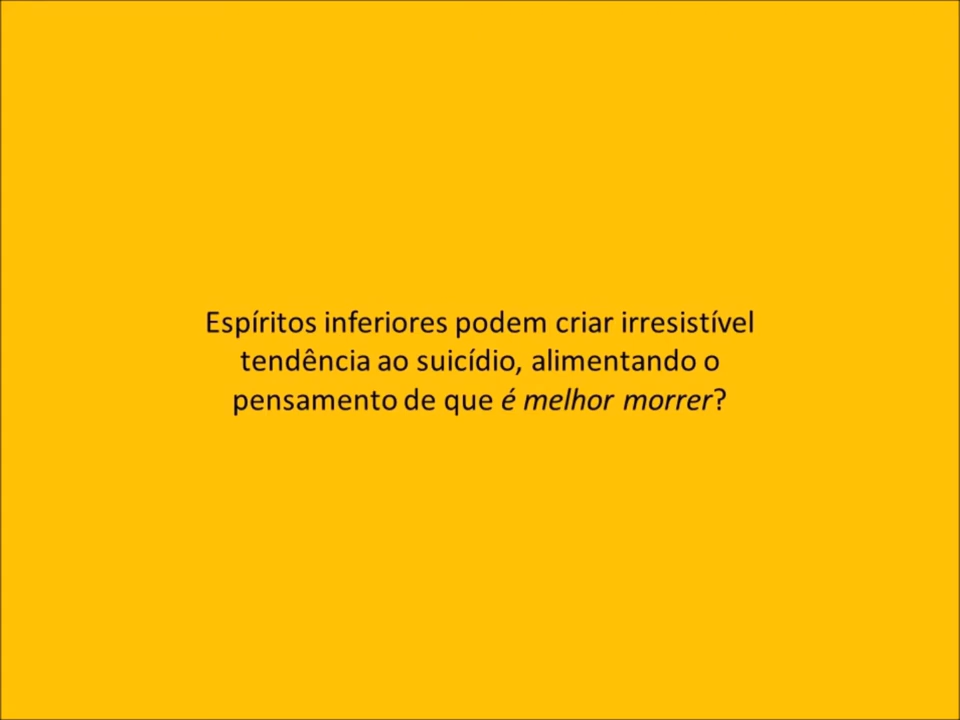 Espíritos inferiores podem criar irresistível
tendência ao suicídio, alimentando o
pensamento de que é melhor morrer?